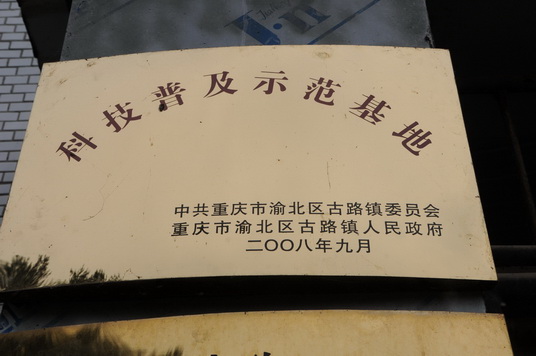 科技普及示范基地
中共重庆市渝北区古路镇委员会
重庆市渝北区古路镇人民政府
二〇〇八年九月